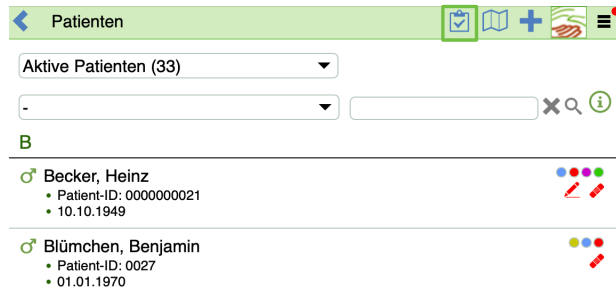 Patienten
Aktive Patienten (33)
-
B
Becker, Heinz
• Patient-ID: 0000000021
• 10.10.1949
Blümchen, Benjamin
• Patient-ID: 0027
• 01.01.1970